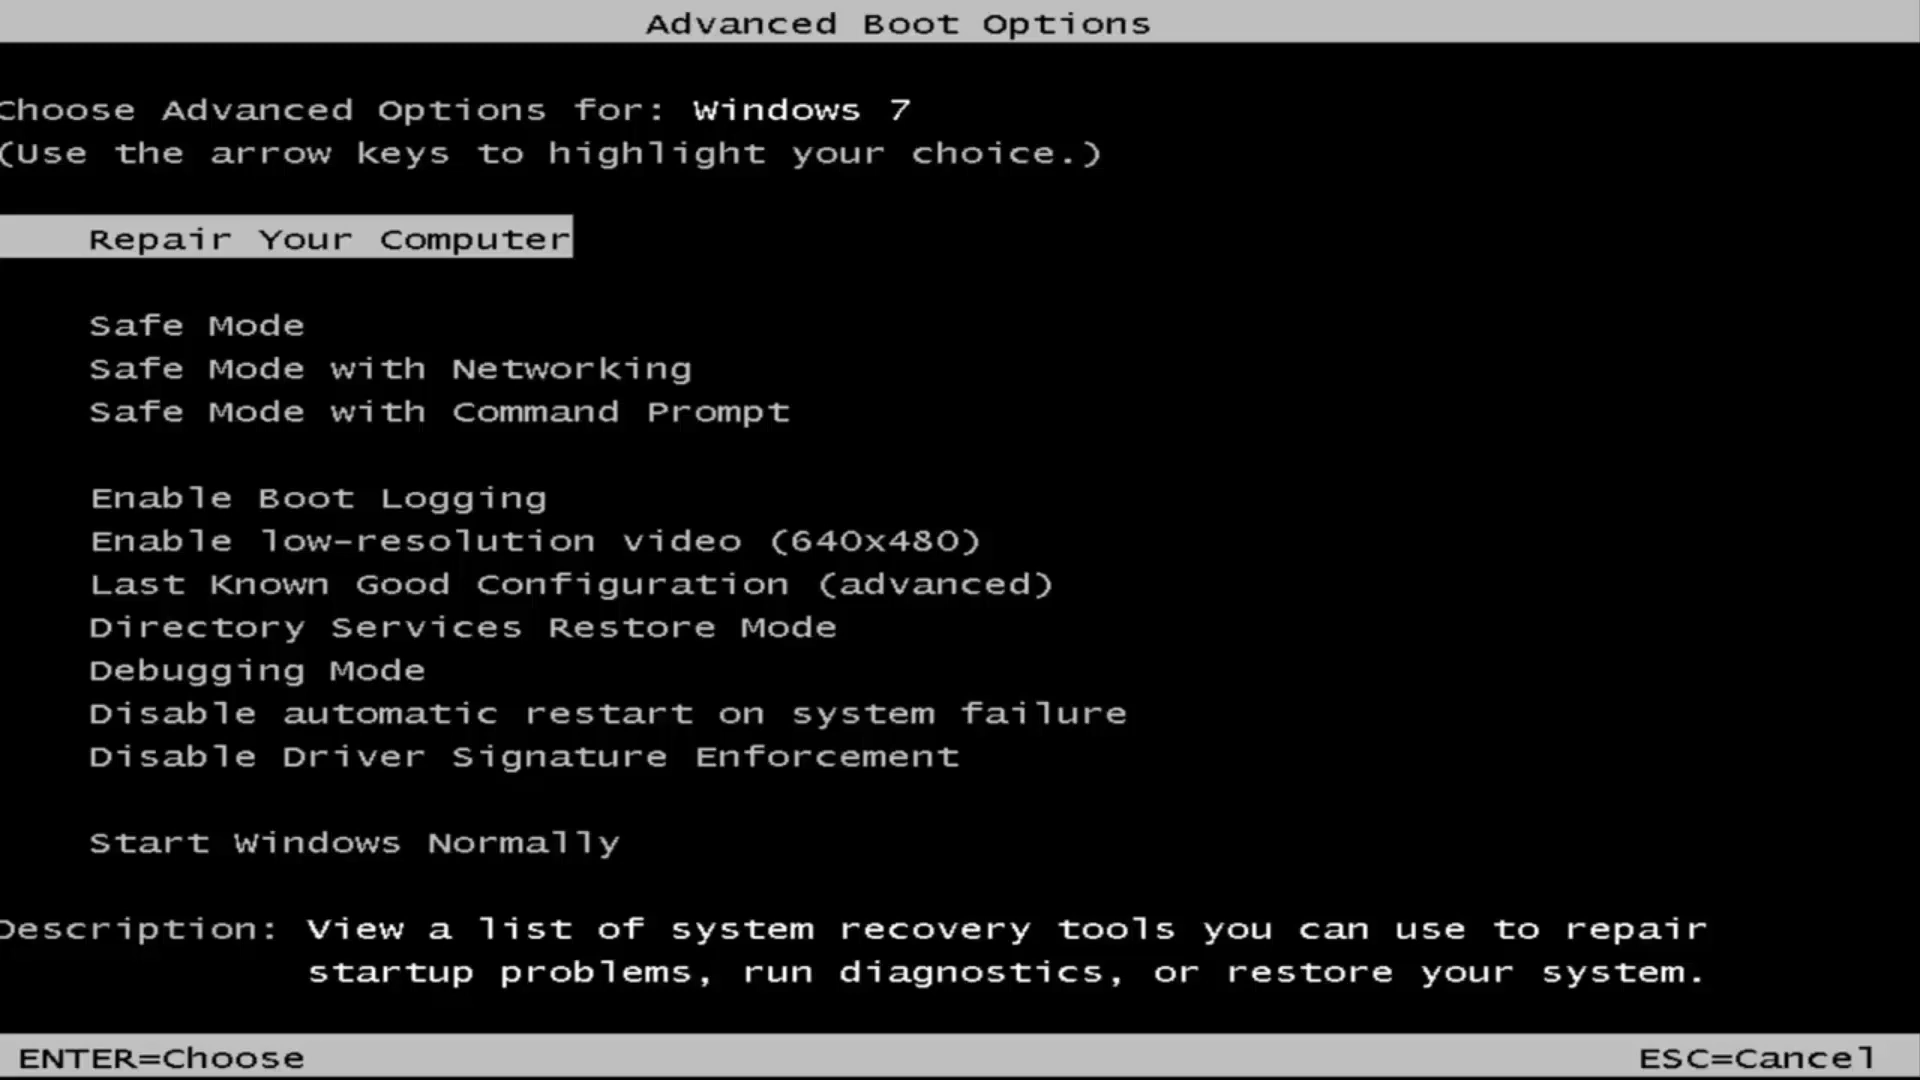 Advanced Boot Options
Choose Advanced Options for: Windows 7
(Use the arrow keys to highlight your choice.)
Repair Your Computer
Safe Mode
Safe Mode with Networking
Safe Mode with Command Prompt
Enable Boot Logging
Enable low-resolution video (640x480)
Last Known Good Configuration (advanced)
Directory Services Restore Mode
Debugging Mode
Disable automatic restart on system failure
Disable Driver Signature Enforcement
Start Windows Normally
Description: View a list of system recovery tools you can use to repair
startup problems, run diagnostics, or restore your system.
ENTER=Choose ESC=Cancel